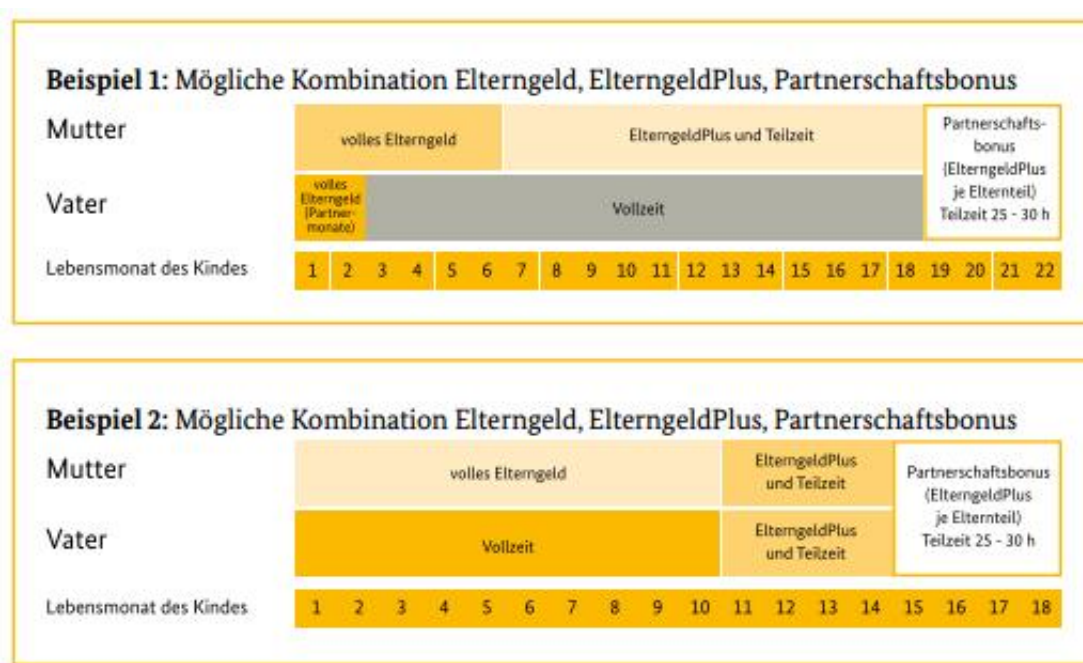 Beispiel 1: Mögliche Kombination Elterngeld, ElterngeldPlus, Partnerschaftsbonus
Mutter
volles Elterngeld
ElterngeldPlus und Teilzeit
Partnerschafts-
bonus
(ElterngeldPlus
je Elternteil)
Teilzeit 25 - 30 h
Vater
volles
Elterngeld
(Partner-
monate)
Vollzeit
Lebensmonat des Kindes 1 2 3 4 5 6 7 8 9 10 11 12 13 14 15 16 17 18 19 20 21 22
Beispiel 2: Mögliche Kombination Elterngeld, ElterngeldPlus, Partnerschaftsbonus
Mutter
volles Elterngeld
ElterngeldPlus
und Teilzeit
Partnerschaftsbonus
(ElterngeldPlus
je Elternteil)
Teilzeit 25 - 30 h
Vater
Vollzeit
ElterngeldPlus
und Teilzeit
Lebensmonat des Kindes 1 2 3 4 5 6 7 8 9 10 11 12 13 14 15 16 17 18